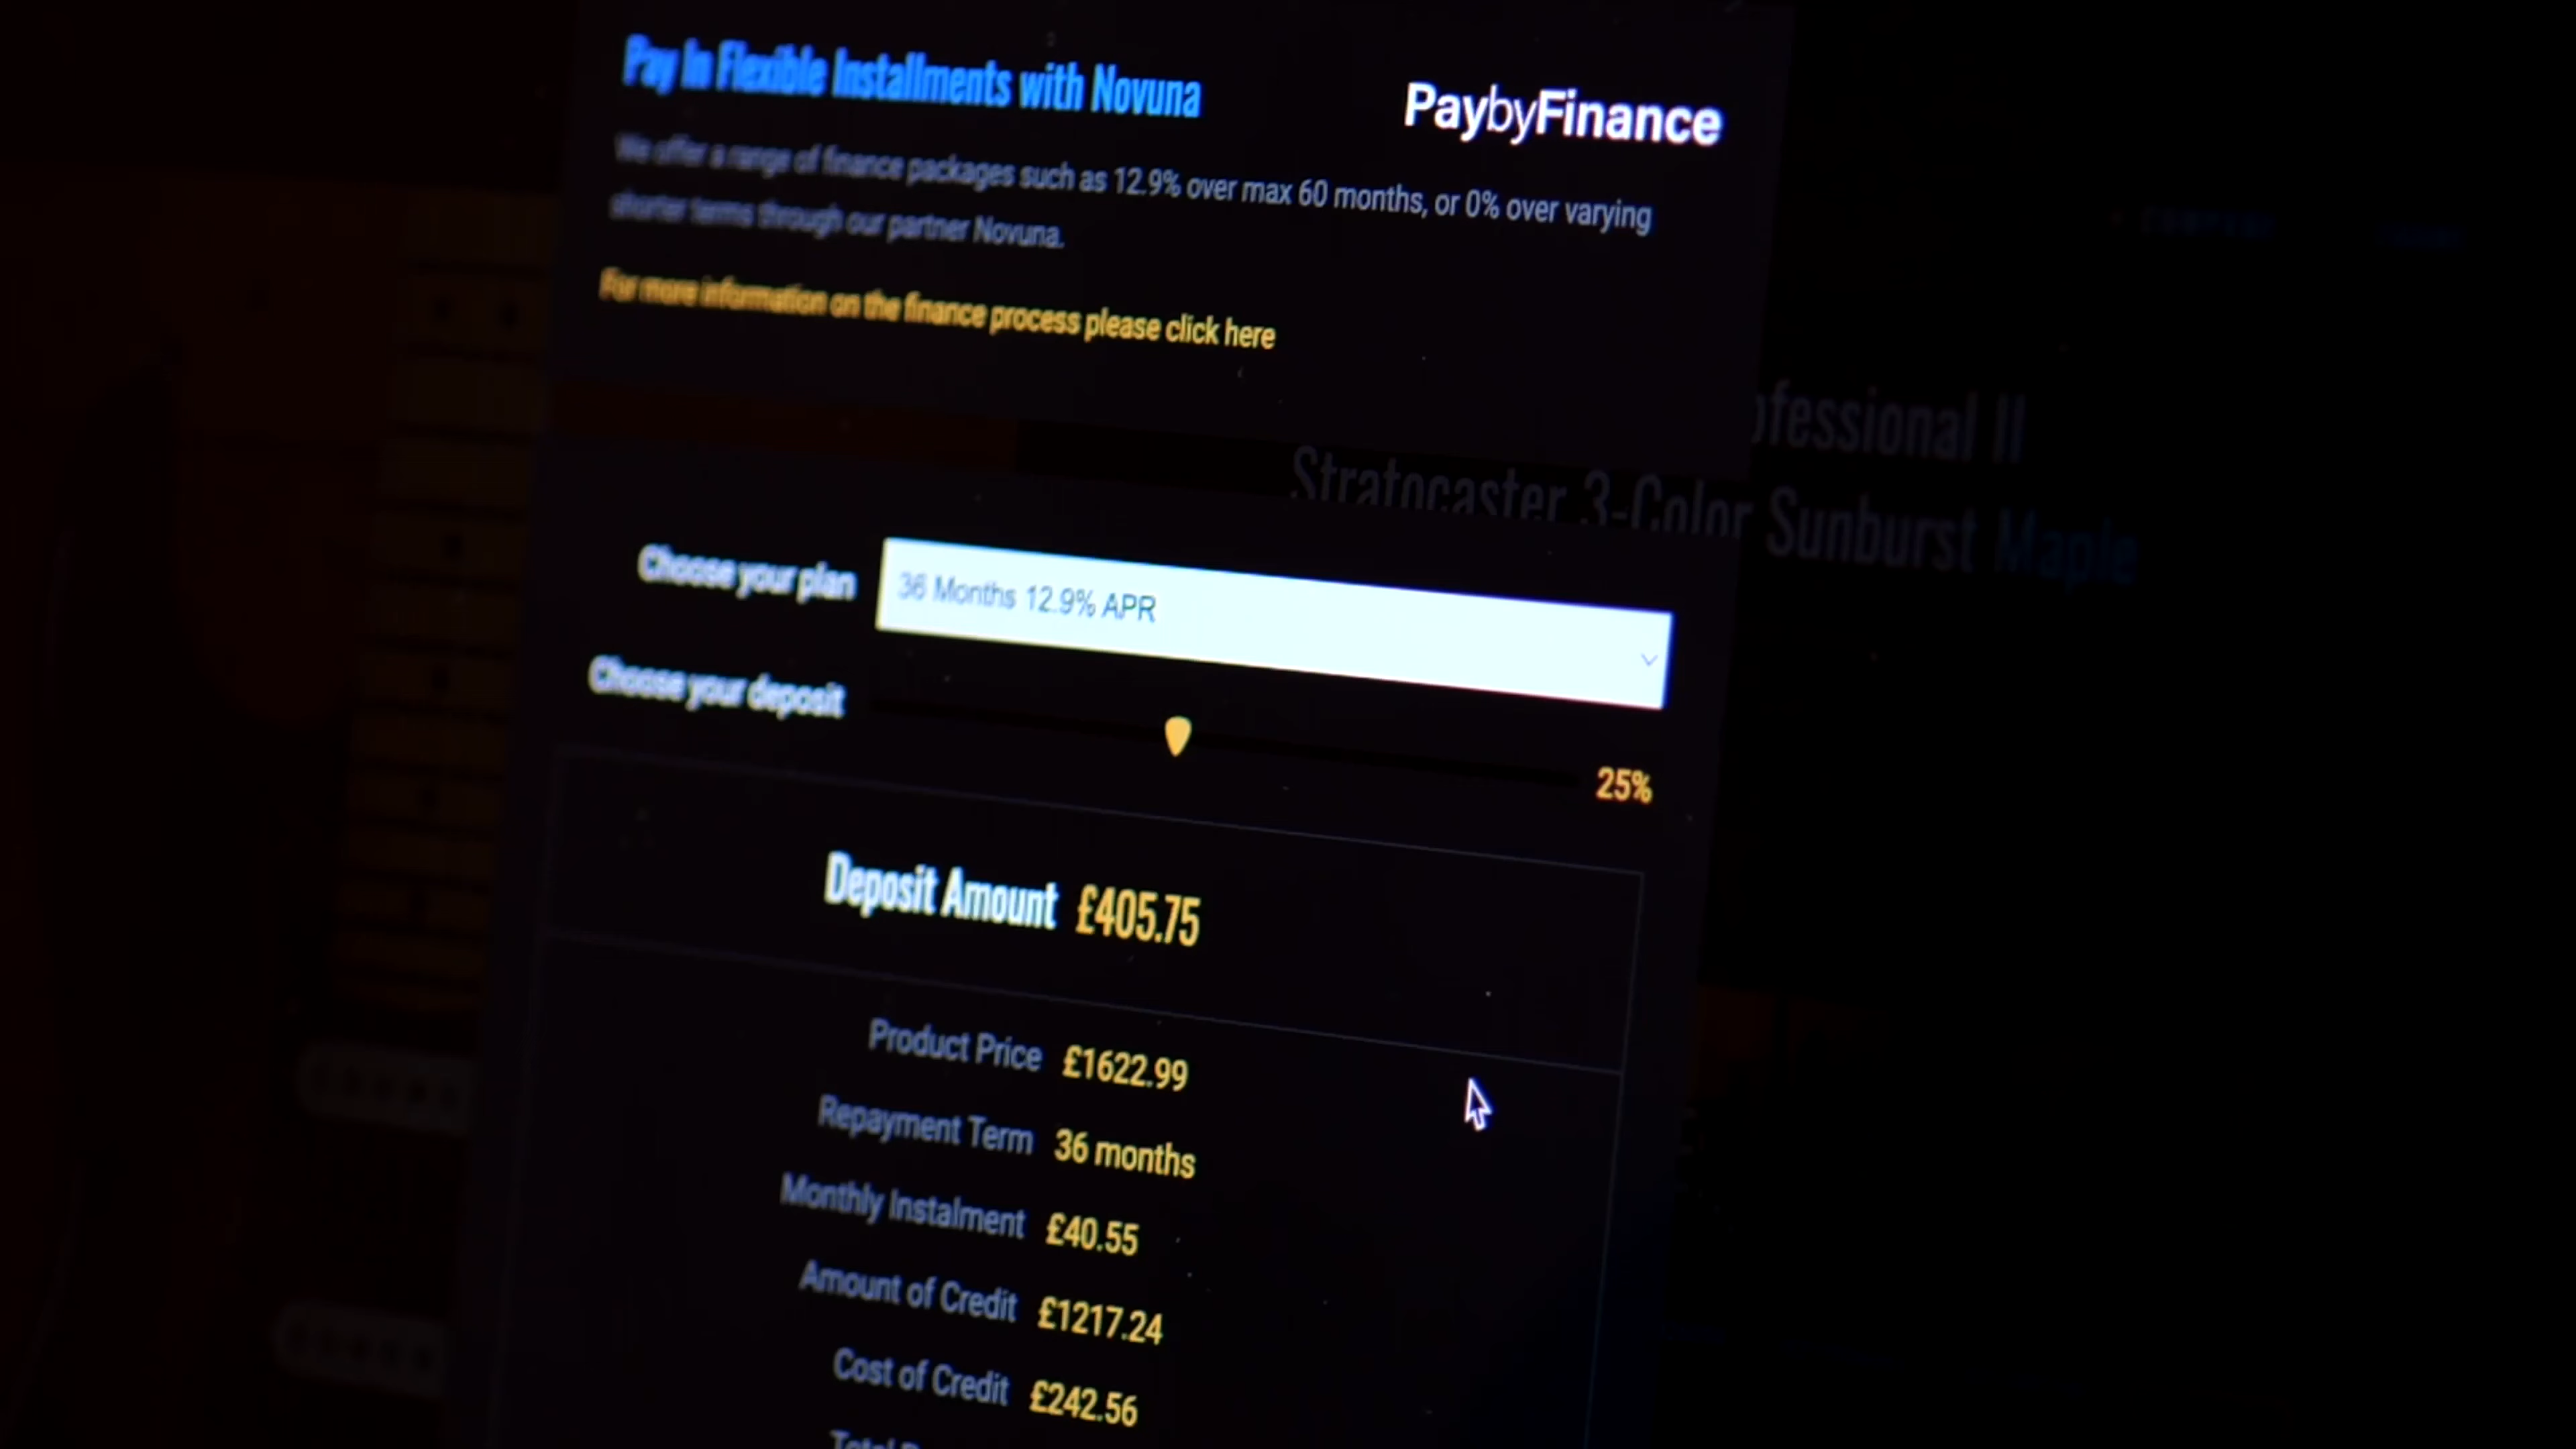 Pay In Flexible Installments with Novuna
PaybyFinance
We offer a range of finance packages such as 12.9% over max 60 months, or 0% over varying
shorter terms through our partner Novuna.
For more information on the finance process please click here
ofessional II
Stratocaster 3-Color Sunburst Maple
Choose your plan
36 Months 12.9% APR
Choose your deposit
25%
Deposit Amount £405.75
Product Price £1622.99
Repayment Term 36 months
Monthly Instalment £40.55
Amount of Credit £1217.24
Cost of Credit £242.56